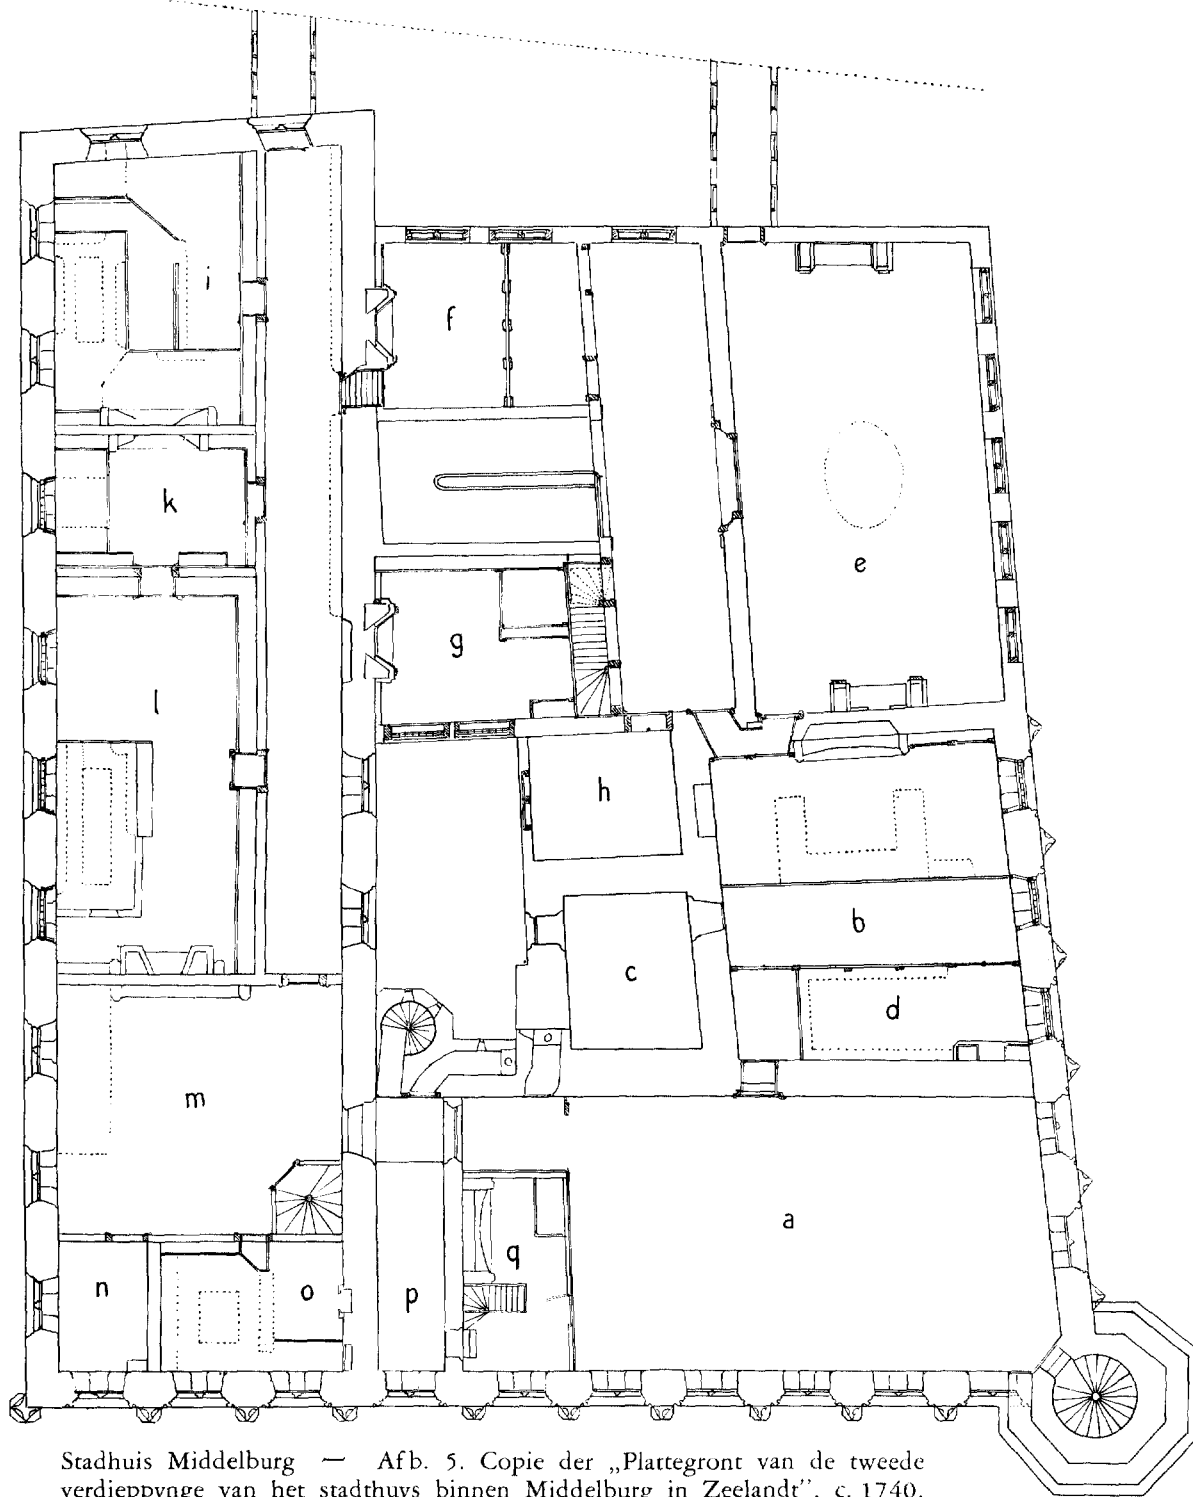 i
f
k
e
g
l
h
b
c
d
m
a
q
n
o
p
Stadhuis Middelburg — Afb. 5. Copie der „Plattegront van de tweede
verdieppynge van het stadthuys binnen Middelburg in Zeelandt”, c. 1740.